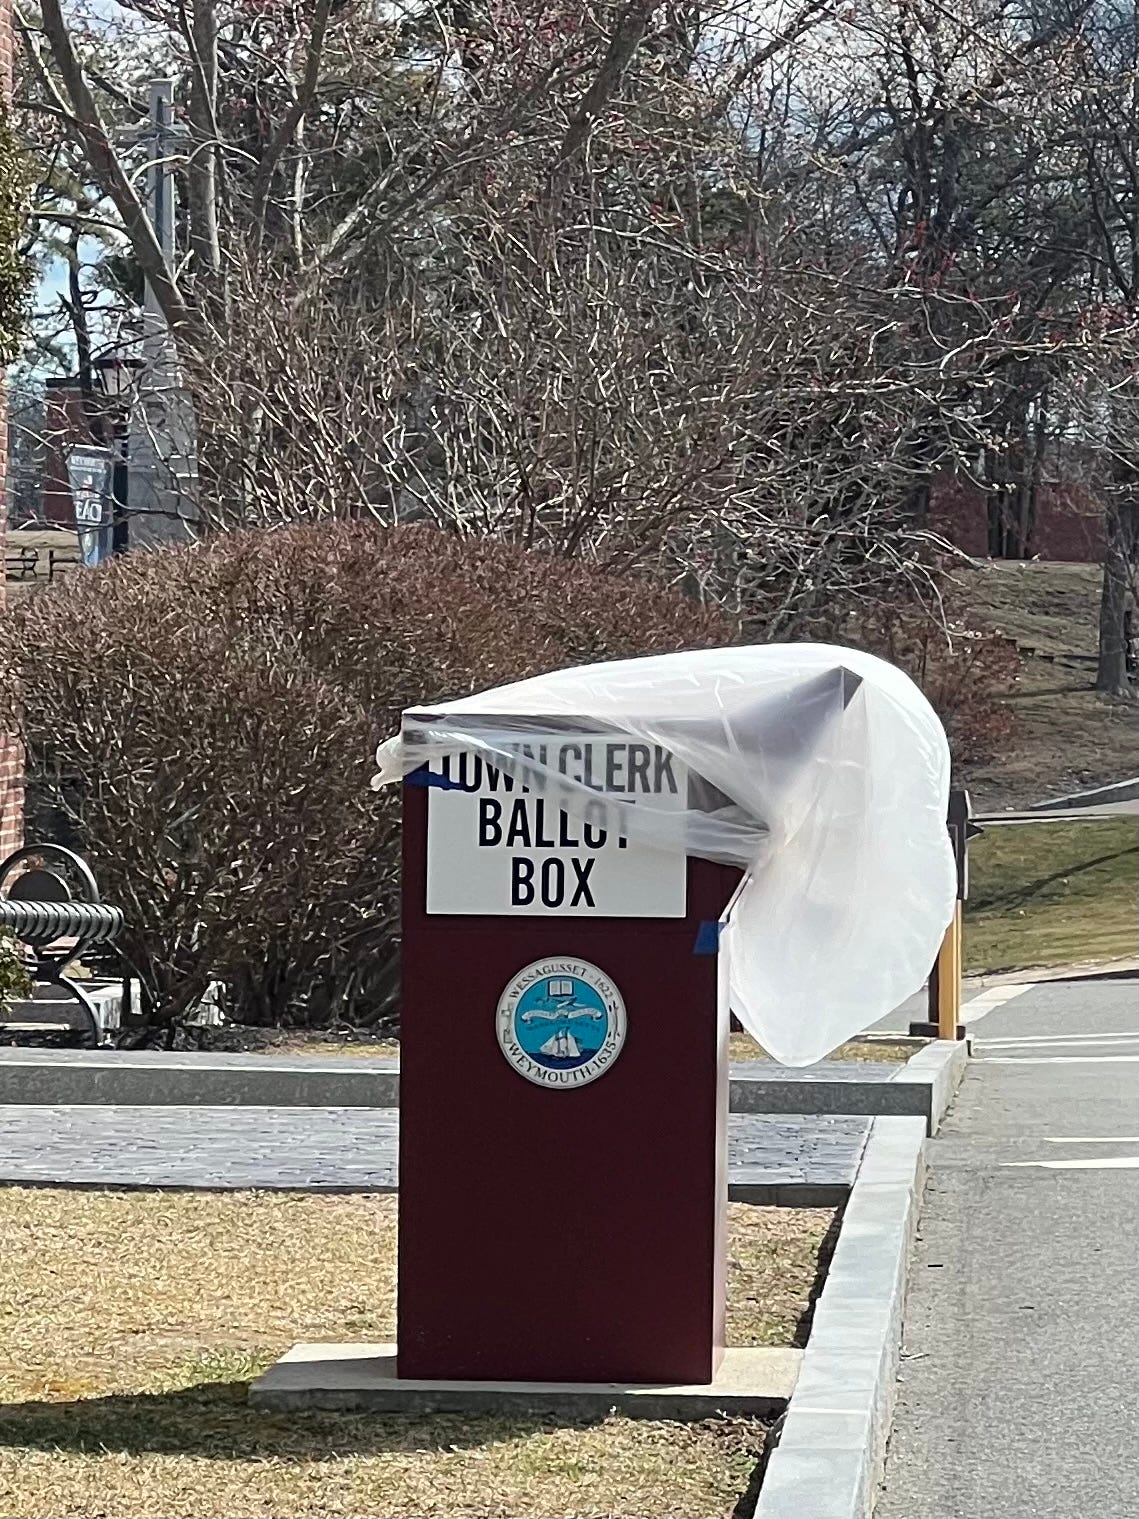 TOWN CLERK
BALLOT
BOX
WESSAGUSSET - 1622
WEYMOUTH - 1635